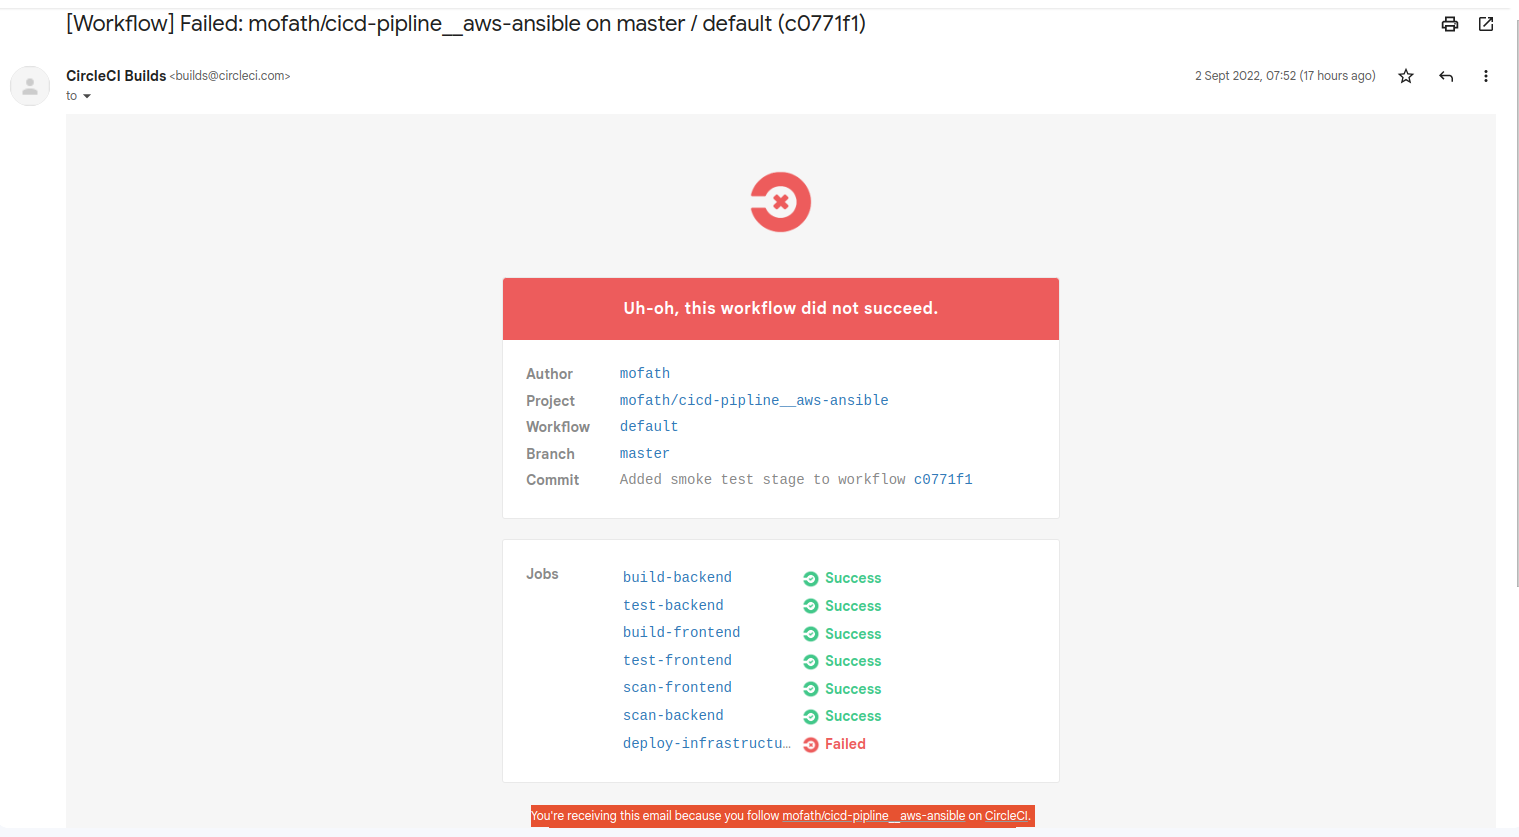 [Workflow] Failed: mofath/cicd-pipline__aws-ansible on master / default (c0771f1)
CircleCI Builds <builds@circleci.com>
2 Sept 2022, 07:52 (17 hours ago)
to
Uh-oh, this workflow did not succeed.
Author mofath
Project mofath/cicd-pipline__aws-ansible
Workflow default
Branch master
Commit Added smoke test stage to workflow c0771f1
Jobs
build-backend Success
test-backend Success
build-frontend Success
test-frontend Success
scan-frontend Success
scan-backend Success
deploy-infrastructu… Failed
You're receiving this email because you follow mofath/cicd-pipline__aws-ansible on CircleCI.